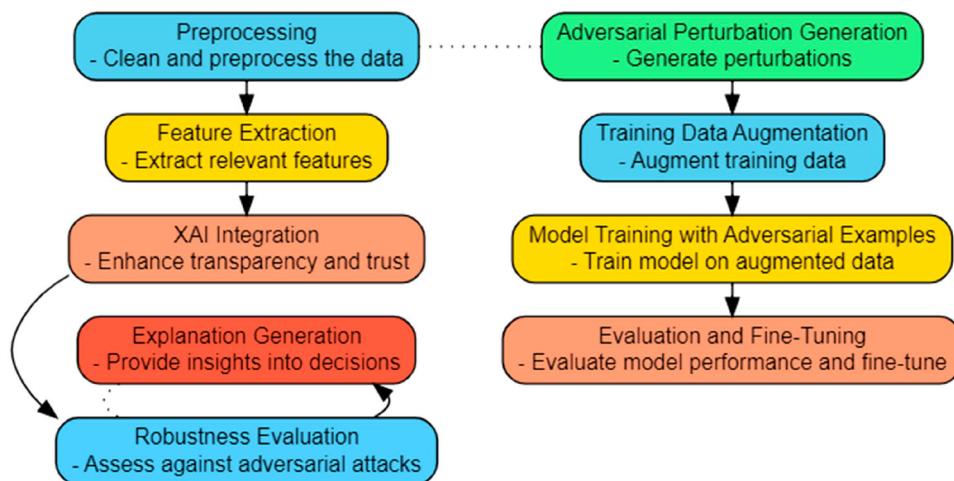 Preprocessing
- Clean and preprocess the data
Feature Extraction
- Extract relevant features
XAI Integration
- Enhance transparency and trust
Explanation Generation
- Provide insights into decisions
Robustness Evaluation
- Assess against adversarial attacks
Adversarial Perturbation Generation
- Generate perturbations
Training Data Augmentation
- Augment training data
Model Training with Adversarial Examples
- Train model on augmented data
Evaluation and Fine-Tuning
- Evaluate model performance and fine-tune